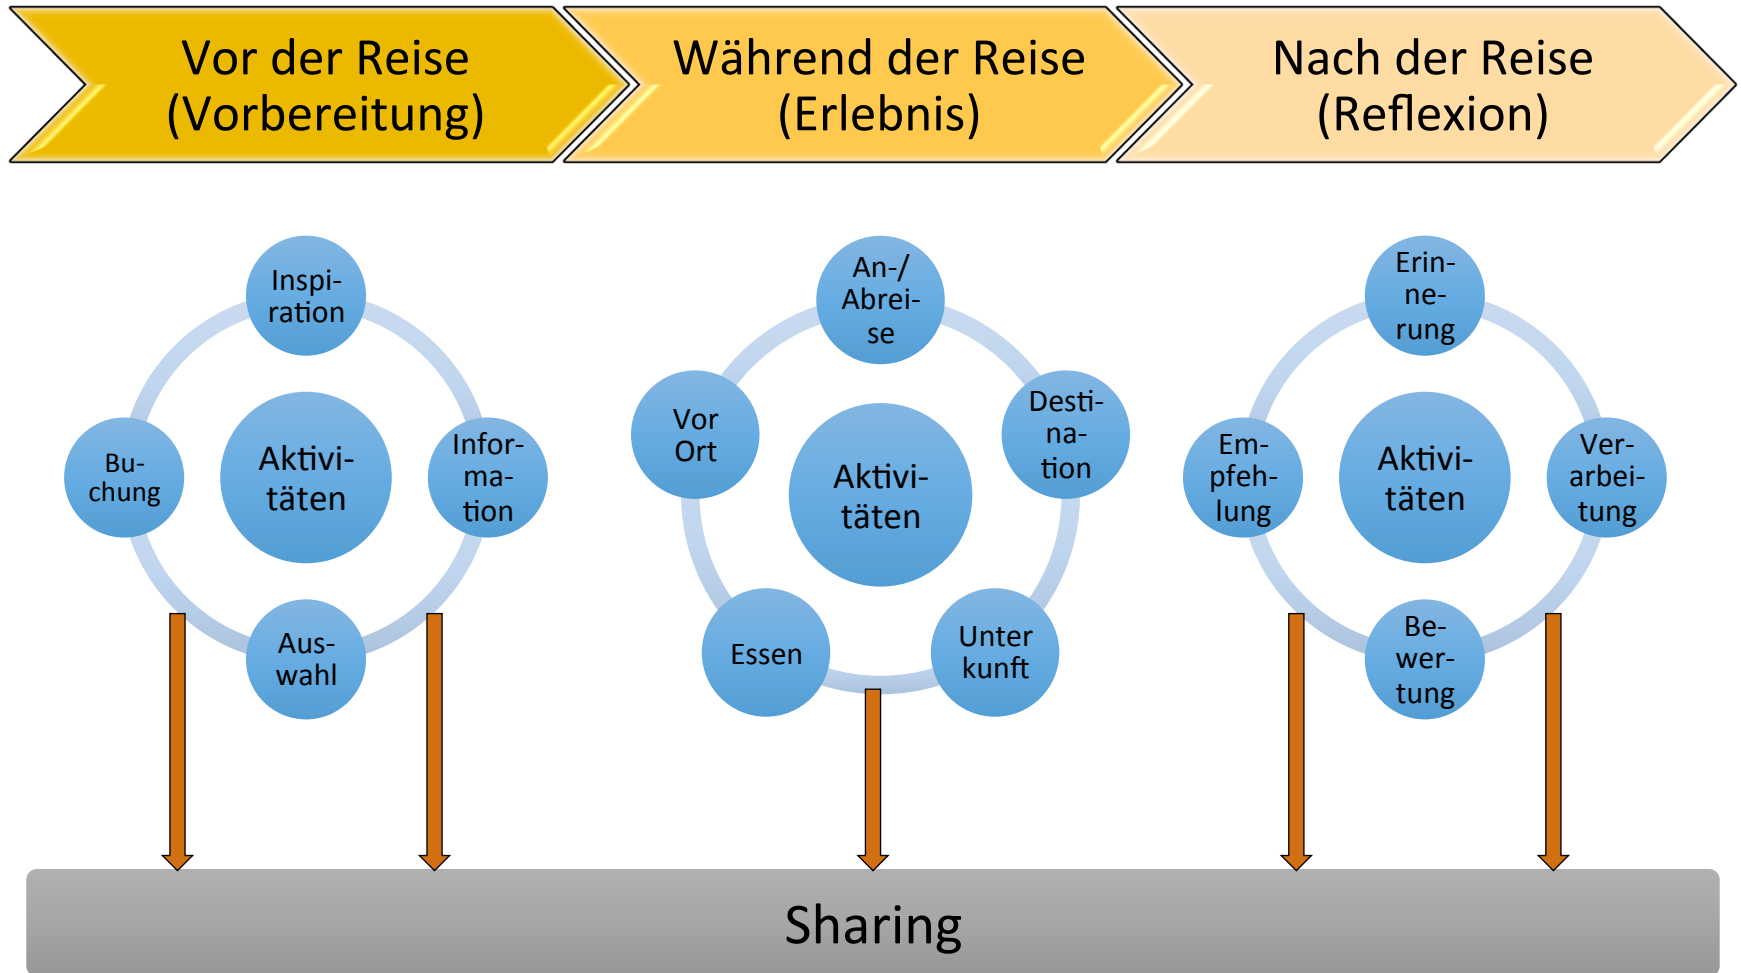 Vor der Reise
(Vorbereitung)
Während der Reise
(Erlebnis)
Nach der Reise
(Reflexion)
Inspi-
ration
Infor-
ma-
tion
Aus-
wahl
Bu-
chung
Aktivi-
täten
An-/
Abrei-
se
Desti-
na-
tion
Unter
kunft
Essen
Vor
Ort
Aktivi-
täten
Erin-
ne-
rung
Ver-
arbei-
tung
Be-
wer-
tung
Em-
pfeh-
lung
Aktivi-
täten
Sharing